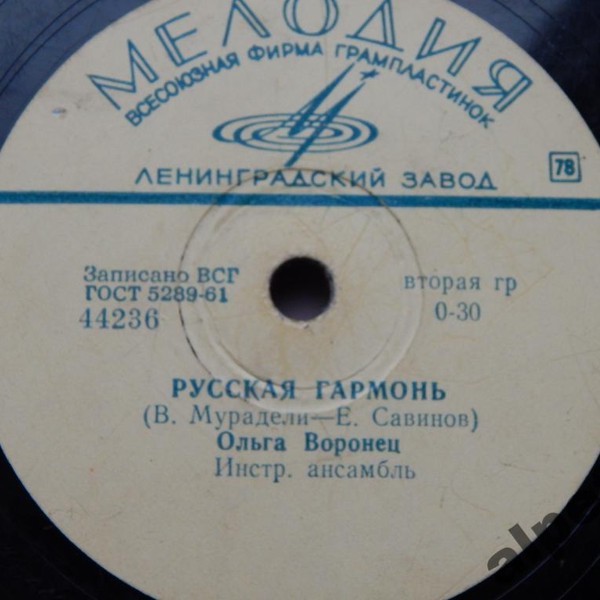 МЕЛОДИЯ
ВСЕСОЮЗНАЯ ФИРМА ГРАМПЛАСТИНОК
ЛЕНИНГРАДСКИЙ ЗАВОД
78
Записано ВСГ
ГОСТ 5289-61
44236
вторая гр
0-30
РУССКАЯ ГАРМОНЬ
(В. Мурадели—Е. Савинов)
Ольга Воронец
Инстр. ансамбль